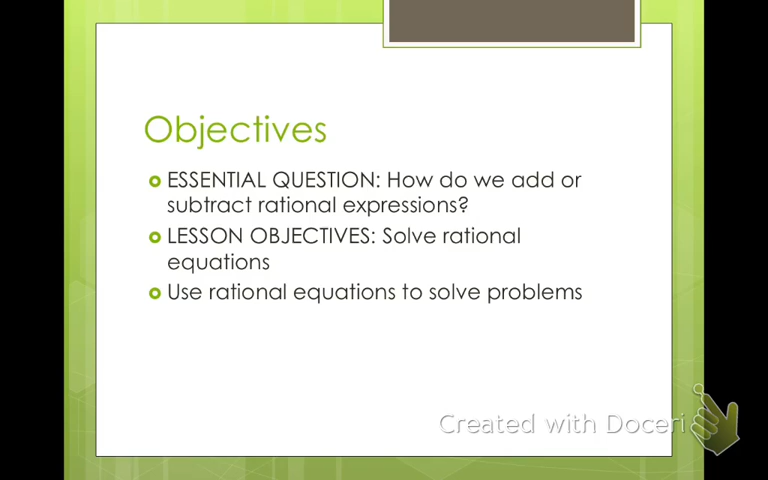 Objectives
ESSENTIAL QUESTION: How do we add or
subtract rational expressions?
LESSON OBJECTIVES: Solve rational
equations
Use rational equations to solve problems
Created with Doceri